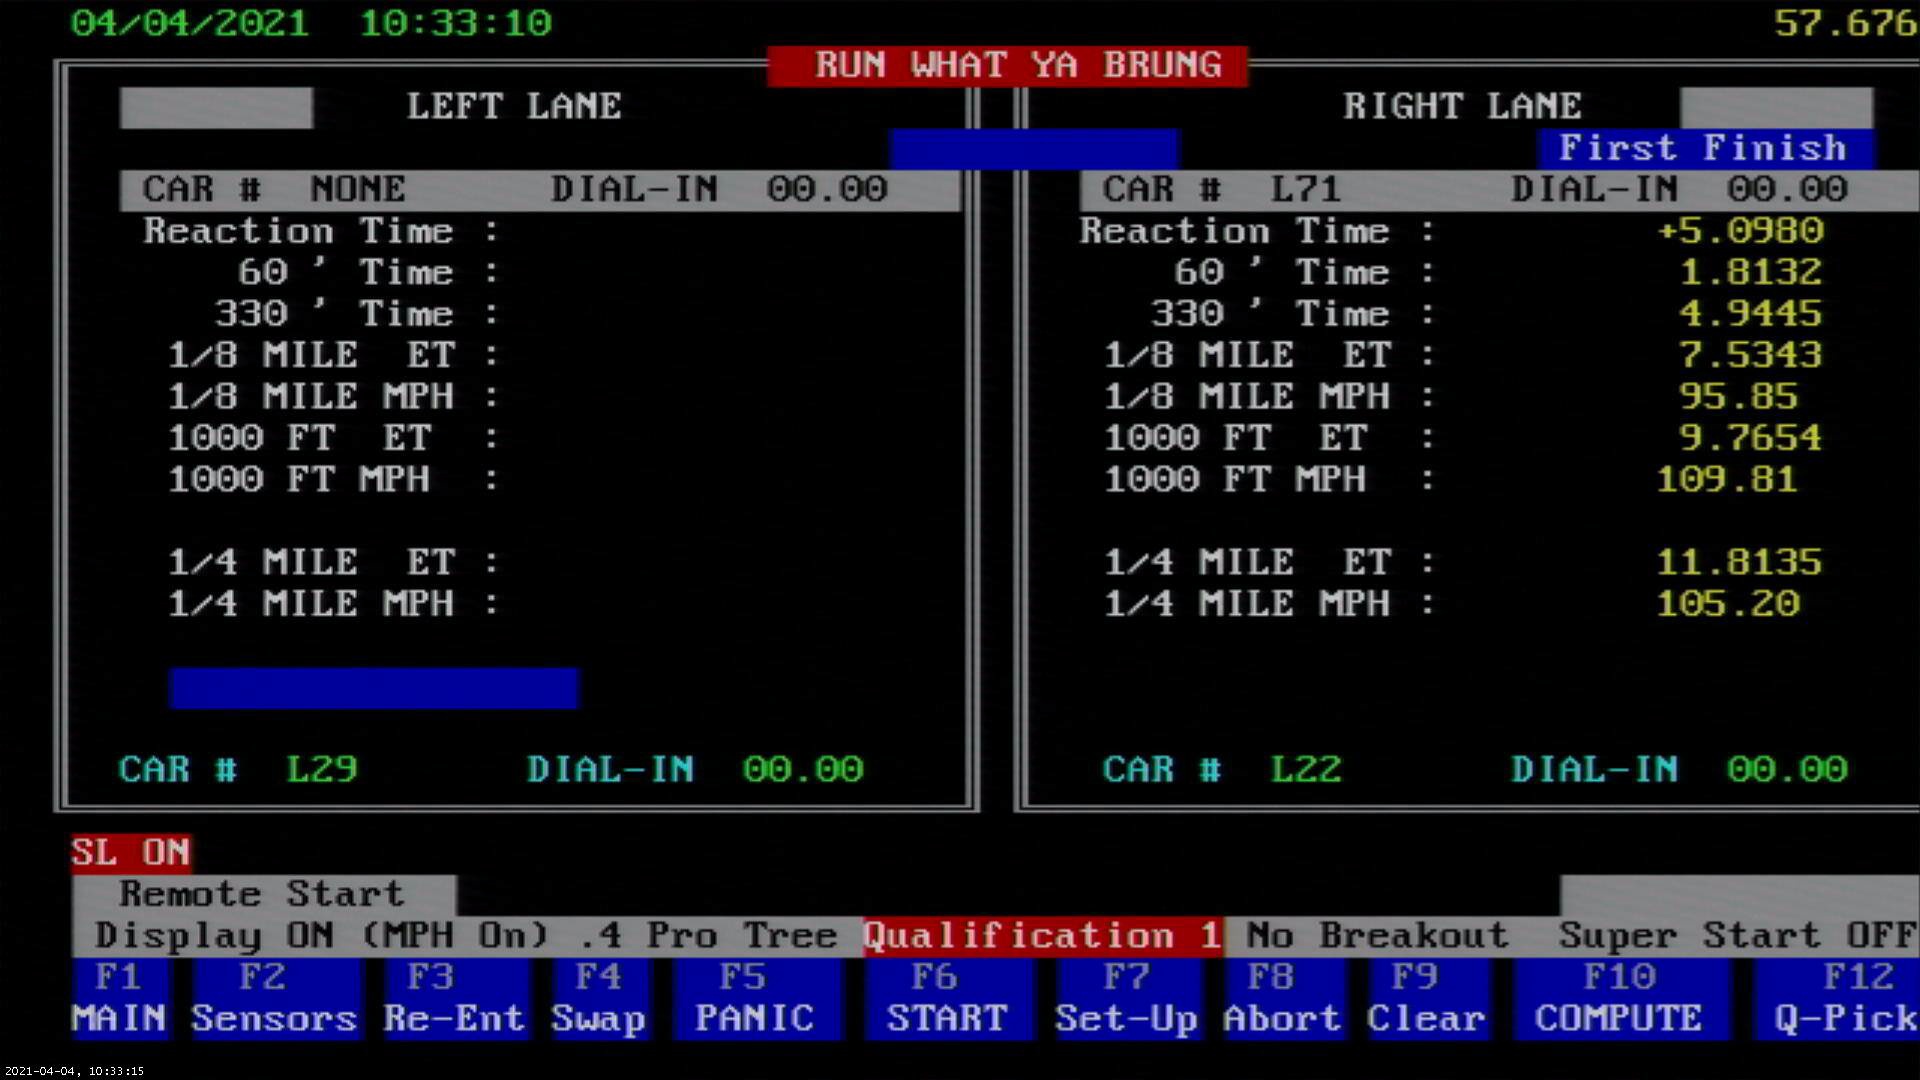 04/04/2021 10:33:10 57.676
RUN WHAT YA BRUNG
LEFT LANE RIGHT LANE
First Finish
CAR # NONE DIAL-IN 00.00 CAR # L71 DIAL-IN 00.00
Reaction Time : Reaction Time : +5.0980
60 ' Time : 60 ' Time : 1.8132
330 ' Time : 330 ' Time : 4.9445
1/8 MILE ET : 1/8 MILE ET : 7.5343
1/8 MILE MPH : 1/8 MILE MPH : 95.85
1000 FT ET : 1000 FT ET : 9.7654
1000 FT MPH : 1000 FT MPH : 109.81
1/4 MILE ET : 1/4 MILE ET : 11.8135
1/4 MILE MPH : 1/4 MILE MPH : 105.20
CAR # L29 DIAL-IN 00.00 CAR # L22 DIAL-IN 00.00
SL ON
Remote Start
Display ON (MPH On) .4 Pro Tree Qualification 1 No Breakout Super Start OFF
F1 F2 F3 F4 F5 F6 F7 F8 F9 F10 F12
MAIN Sensors Re-Ent Swap PANIC START Set-Up Abort Clear COMPUTE Q-Pick
2021-04-04, 10:33:15